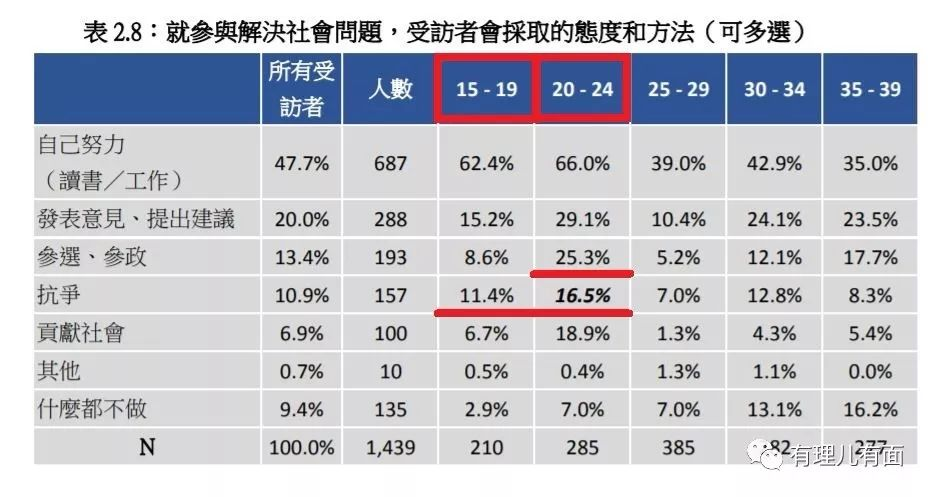 表 2.8：就參與解決社會問題，受訪者會採取的態度和方法（可多選）
所有受訪者 人數 15 - 19 20 - 24 25 - 29 30 - 34 35 - 39
自己努力
（讀書／工作） 47.7% 687 62.4% 66.0% 39.0% 42.9% 35.0%
發表意見、提出建議 20.0% 288 15.2% 29.1% 10.4% 24.1% 23.5%
參選、參政 13.4% 193 8.6% 25.3% 5.2% 12.1% 17.7%
抗爭 10.9% 157 11.4% 16.5% 7.0% 12.8% 8.3%
貢獻社會 6.9% 100 6.7% 18.9% 1.3% 4.3% 5.4%
其他 0.7% 10 0.5% 0.4% 1.3% 1.1% 0.0%
什麼都不做 9.4% 135 2.9% 7.0% 7.0% 13.1% 16.2%
N 100.0% 1,439 210 285 385
有理儿有面